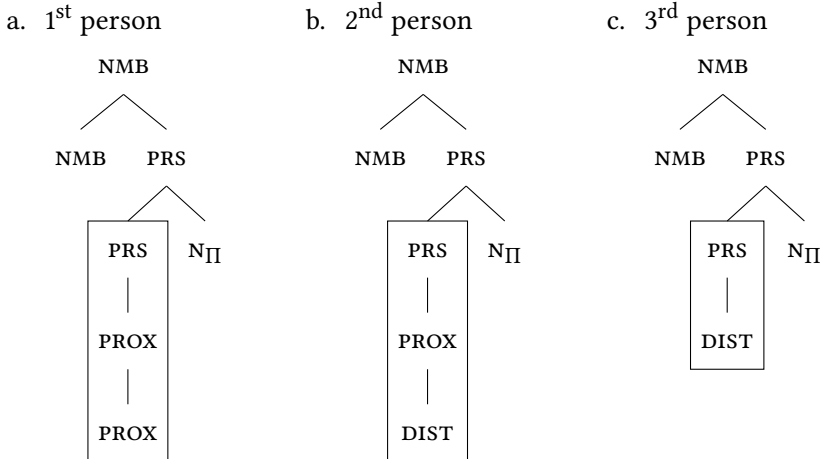 a. 1st person b. 2nd person c. 3rd person
NMB NMB NMB
NMB PRS NMB PRS NMB PRS
PRS NΠ PRS NΠ PRS NΠ
PROX PROX DIST
PROX DIST